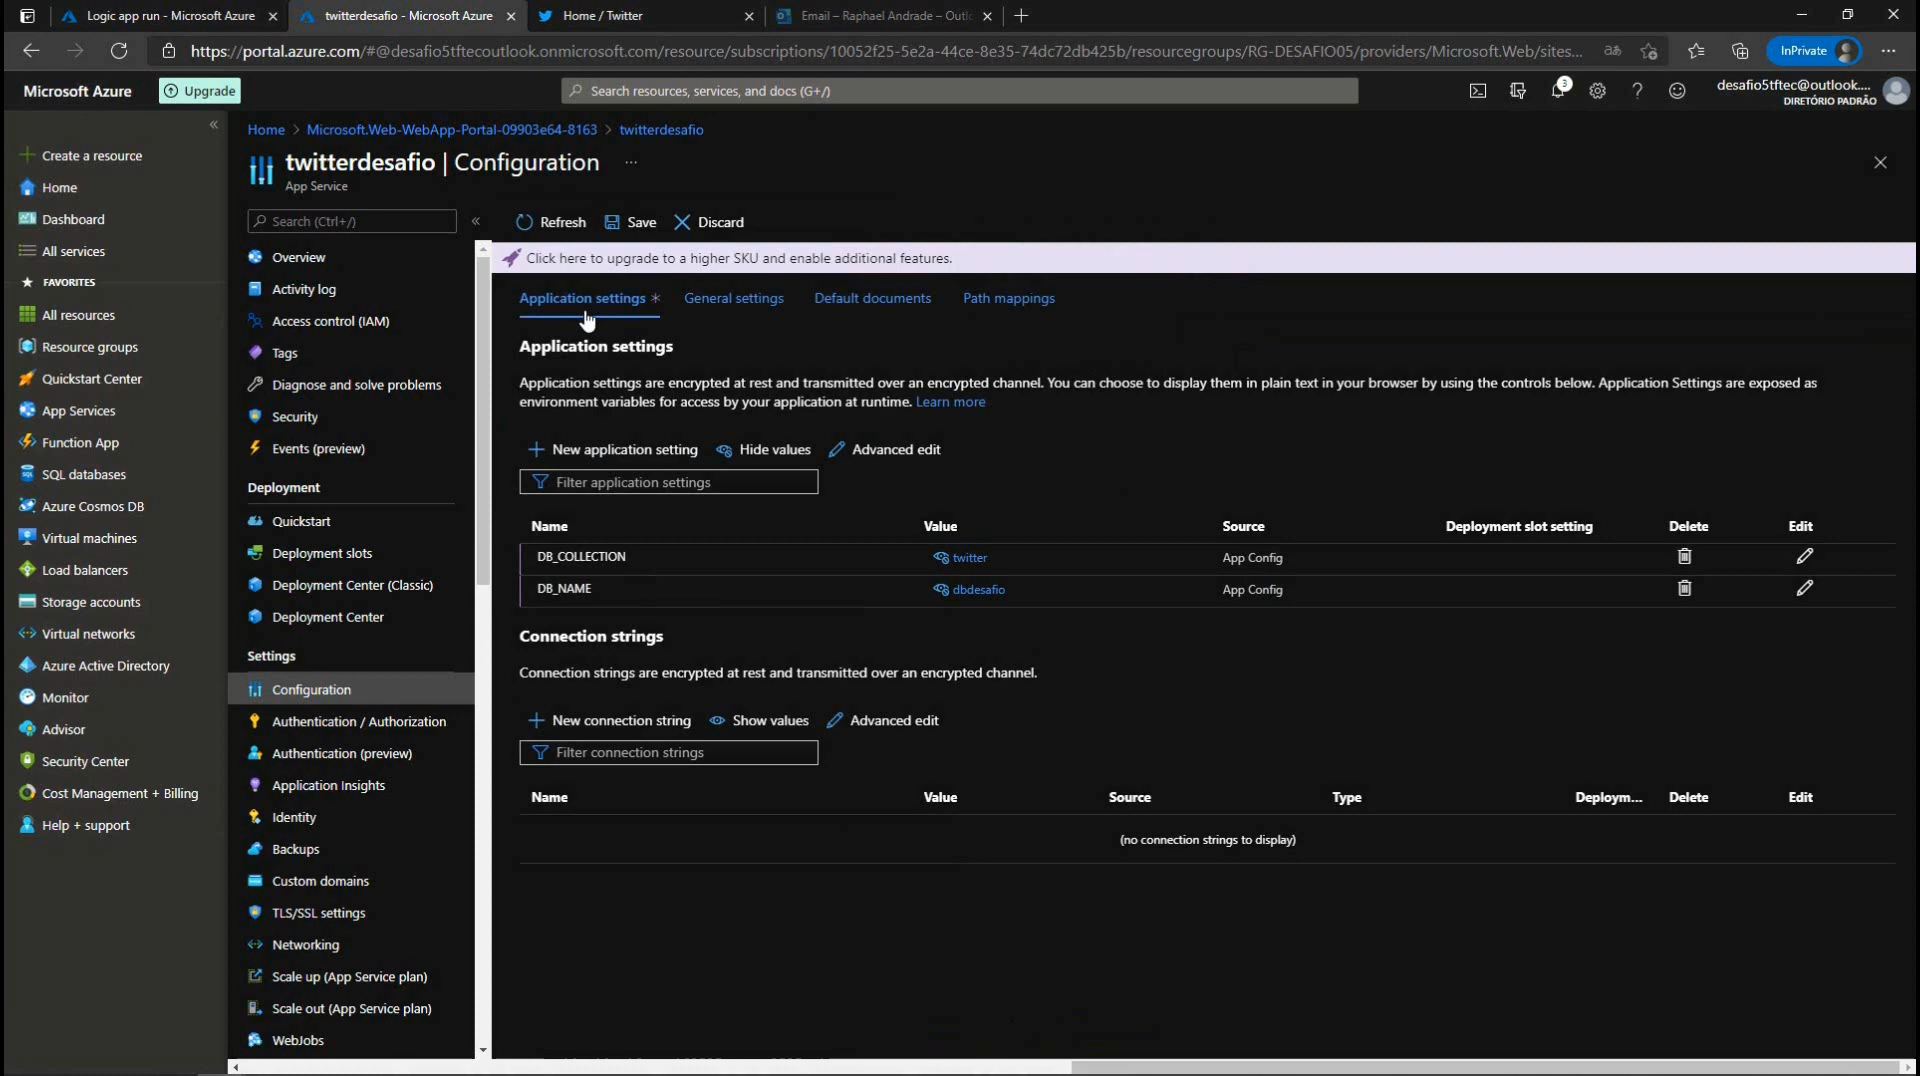 Logic app run - Microsoft Azure
twitterdesafio - Microsoft Azure
Home / Twitter
Email – Raphael Andrade – Outl
https://portal.azure.com/#@desafio5tftecoutlook.onmicrosoft.com/resource/subscriptions/10052f25-5e2a-44ce-8e35-74dc72db425b/resourcegroups/RG-DESAFIO05/providers/Microsoft.Web/sites...
InPrivate
Microsoft Azure
Upgrade
Search resources, services, and docs (G+/)
3
desafio5tftec@outlook....
DIRETÓRIO PADRÃO
Create a resource
Home
Dashboard
All services
FAVORITES
All resources
Resource groups
Quickstart Center
App Services
Function App
SQL databases
Azure Cosmos DB
Virtual machines
Load balancers
Storage accounts
Virtual networks
Azure Active Directory
Monitor
Advisor
Security Center
Cost Management + Billing
Help + support
Home > Microsoft.Web-WebApp-Portal-09903e64-8163 > twitterdesafio
twitterdesafio | Configuration ...
App Service
Search (Ctrl+/)
Overview
Activity log
Access control (IAM)
Tags
Diagnose and solve problems
Security
Events (preview)
Deployment
Quickstart
Deployment slots
Deployment Center (Classic)
Deployment Center
Settings
Configuration
Authentication / Authorization
Authentication (preview)
Application Insights
Identity
Backups
Custom domains
TLS/SSL settings
Networking
Scale up (App Service plan)
Scale out (App Service plan)
WebJobs
Refresh Save Discard
Click here to upgrade to a higher SKU and enable additional features.
Application settings * General settings Default documents Path mappings
Application settings
Application settings are encrypted at rest and transmitted over an encrypted channel. You can choose to display them in plain text in your browser by using the controls below. Application Settings are exposed as
environment variables for access by your application at runtime. Learn more
New application setting Hide values Advanced edit
Filter application settings
Name Value Source Deployment slot setting Delete Edit
DB_COLLECTION twitter App Config
DB_NAME dbdesafio App Config
Connection strings
Connection strings are encrypted at rest and transmitted over an encrypted channel.
New connection string Show values Advanced edit
Filter connection strings
Name Value Source Type Deploym... Delete Edit
(no connection strings to display)